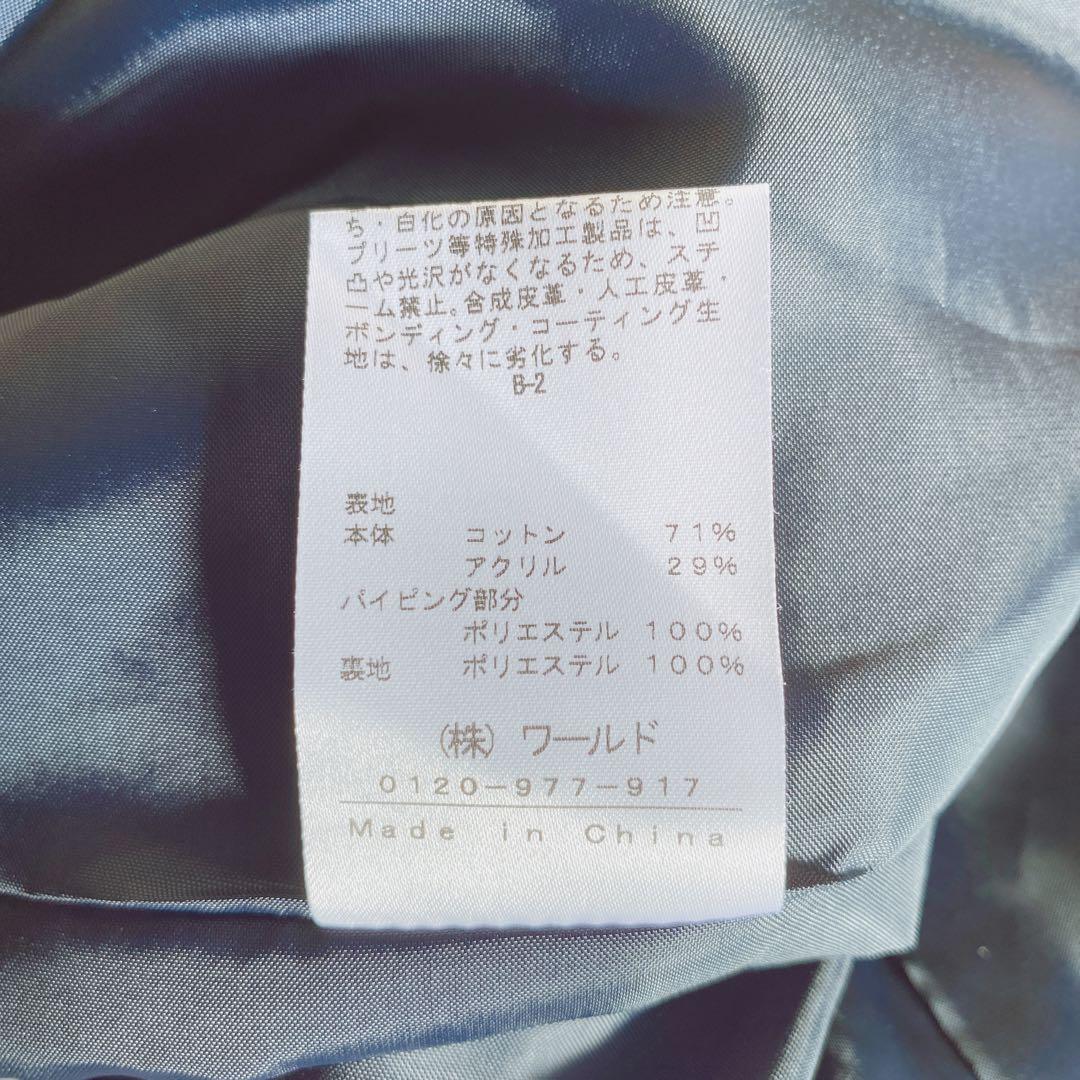 ち・白化の原因となるため注意。
プリーツ等特殊加工製品は、凹
凸や光沢がなくなるため、スチ
ーム禁止。合成皮革・人工皮革・
ボンディング・コーティング生
地は、徐々に劣化する。
B-2
表地
本体 コットン 71%
アクリル 29%
パイピング部分
ポリエステル 100%
裏地 ポリエステル 100%
(株)ワールド
0120-977-917
Made in China